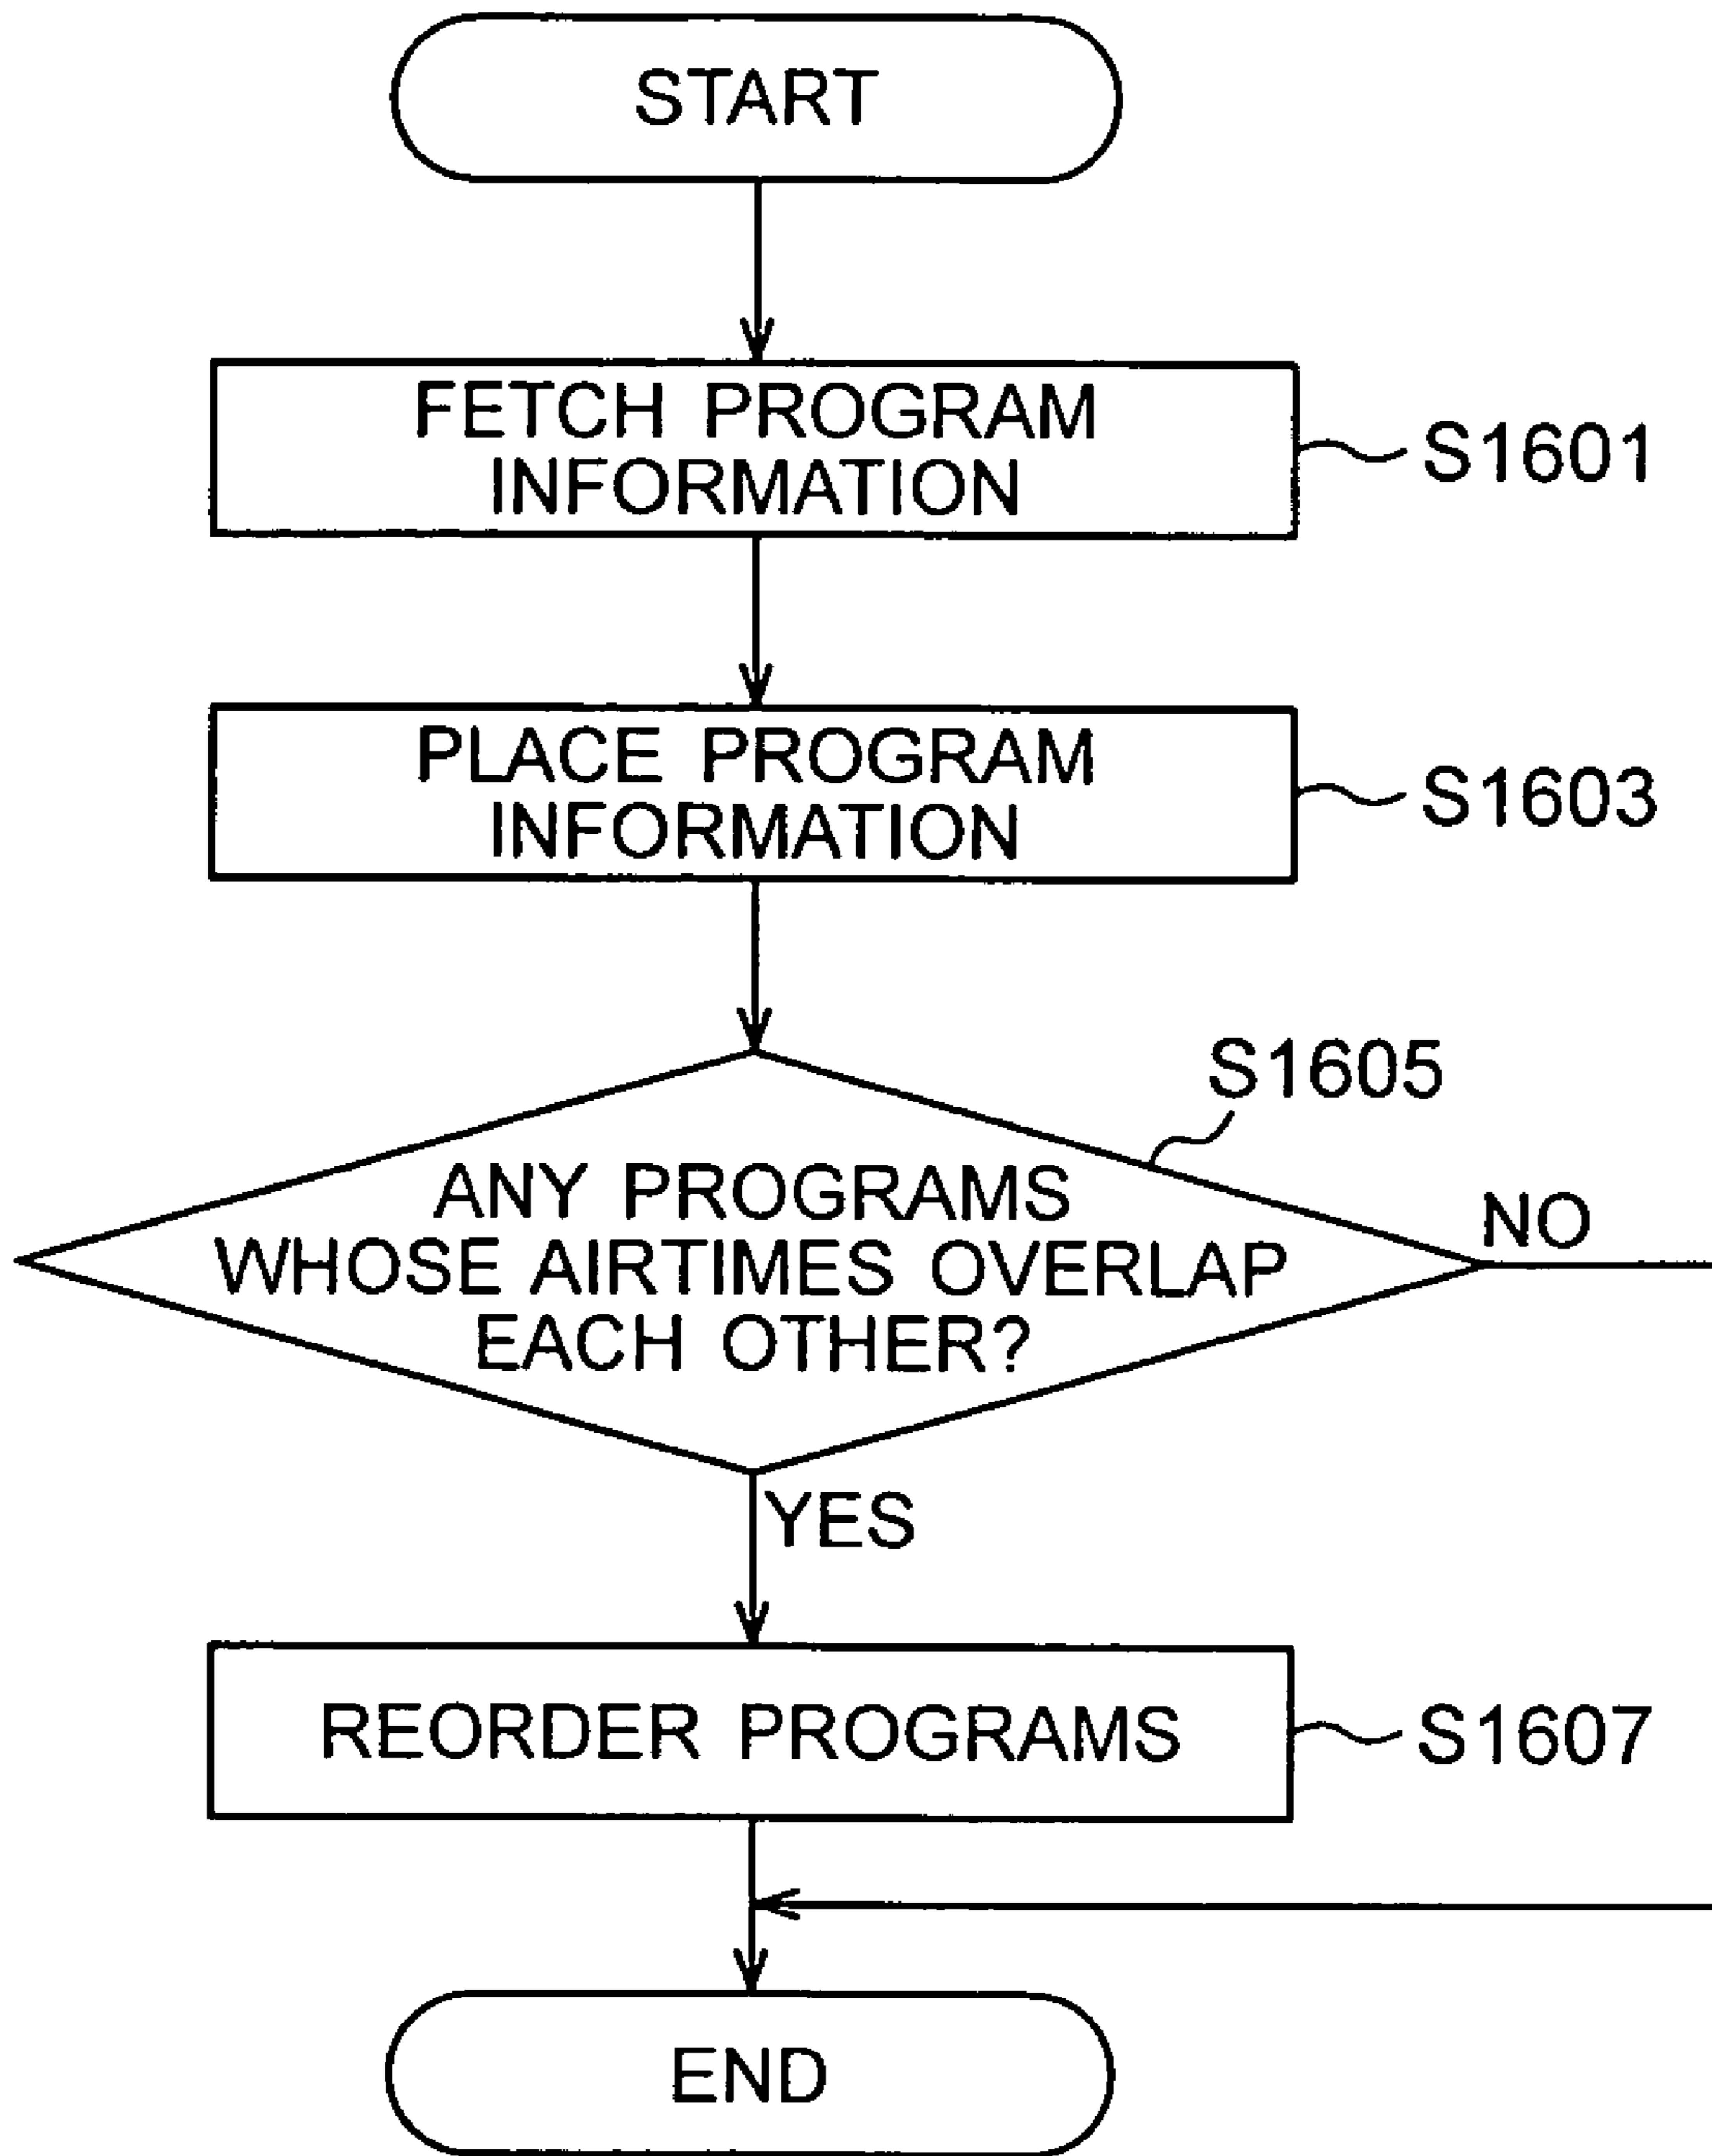 START
FETCH PROGRAM
INFORMATION
S1601
PLACE PROGRAM
INFORMATION
S1603
S1605
ANY PROGRAMS
WHOSE AIRTIMES OVERLAP
EACH OTHER?
NO
YES
REORDER PROGRAMS
S1607
END